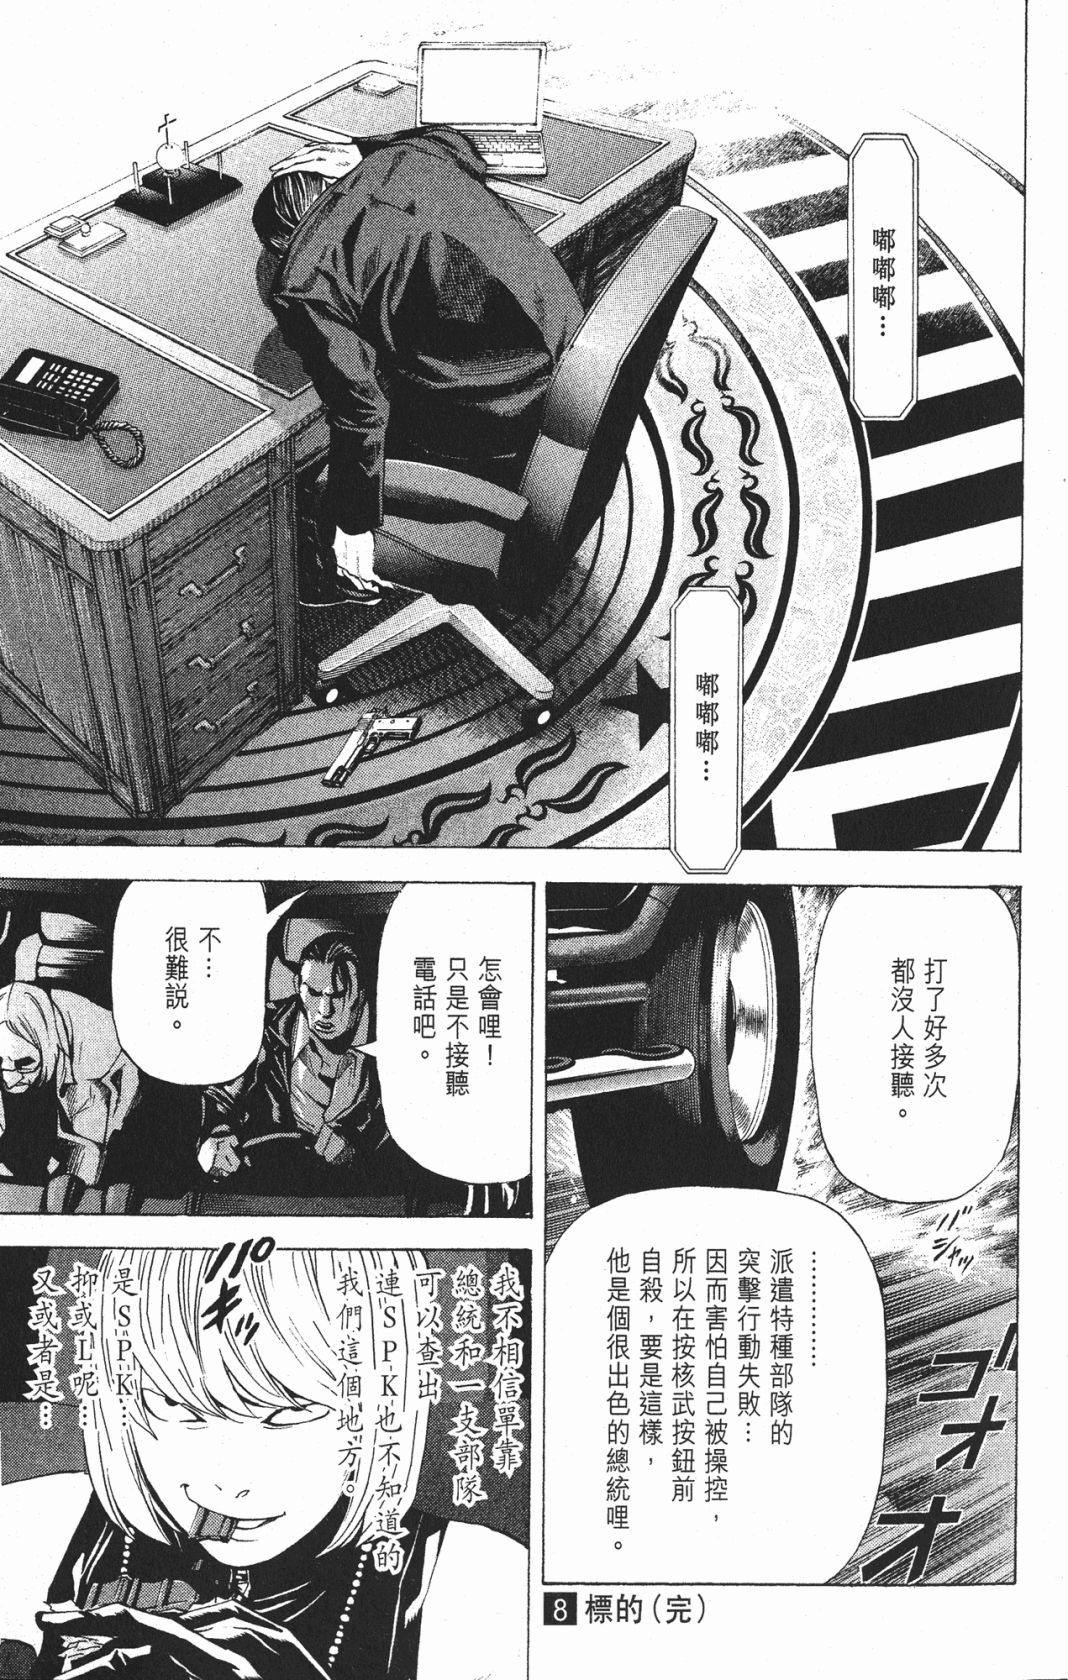 嘟嘟嘟…
嘟嘟嘟…
打了好多次
都沒人接聽。
ジャッ
ゴオオ
…………
派遣特種部隊的
突擊行動失敗…
因而害怕自己被操控,
所以在按核武按鈕前
自殺,要是這樣,
他是個很出色的總統哩。
怎會哩!
只是不接聽
電話吧。
不…
很難說。
パキ
我不相信單靠
總統和一支部隊
可以查出
連SPK也不知道的
我們這個地方。
是SPK…
抑或L呢…
又或者是…
8 標的(完)